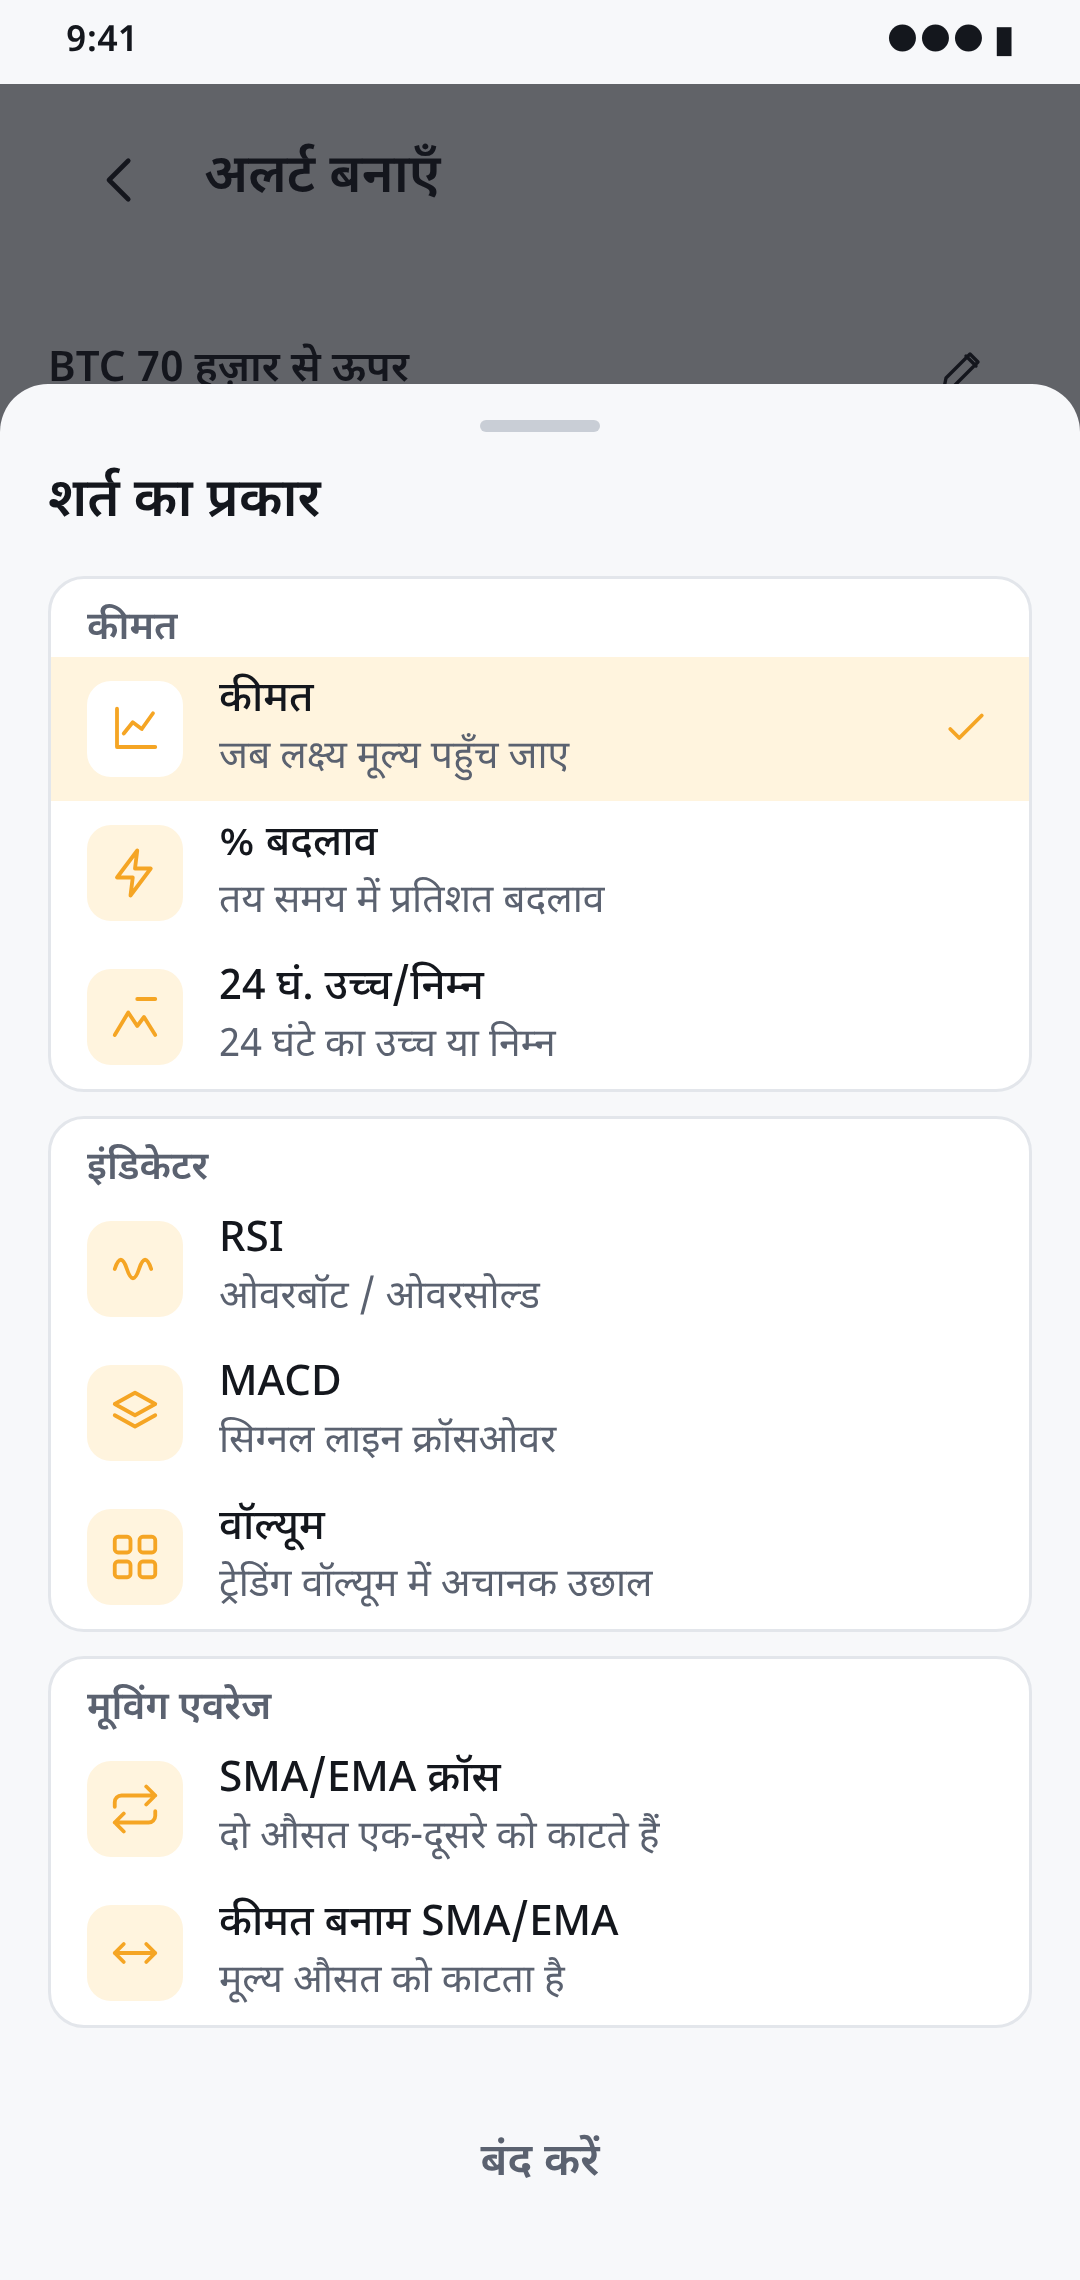 9:41
अलर्ट बनाएँ
BTC 70 हज़ार से ऊपर
शर्त का प्रकार
कीमत
कीमत
जब लक्ष्य मूल्य पहुँच जाए
% बदलाव
तय समय में प्रतिशत बदलाव
24 घं. उच्च/निम्न
24 घंटे का उच्च या निम्न
इंडिकेटर
RSI
ओवरबॉट / ओवरसोल्ड
MACD
सिग्नल लाइन क्रॉसओवर
वॉल्यूम
ट्रेडिंग वॉल्यूम में अचानक उछाल
मूविंग एवरेज
SMA/EMA क्रॉस
दो औसत एक-दूसरे को काटते हैं
कीमत बनाम SMA/EMA
मूल्य औसत को काटता है
बंद करें